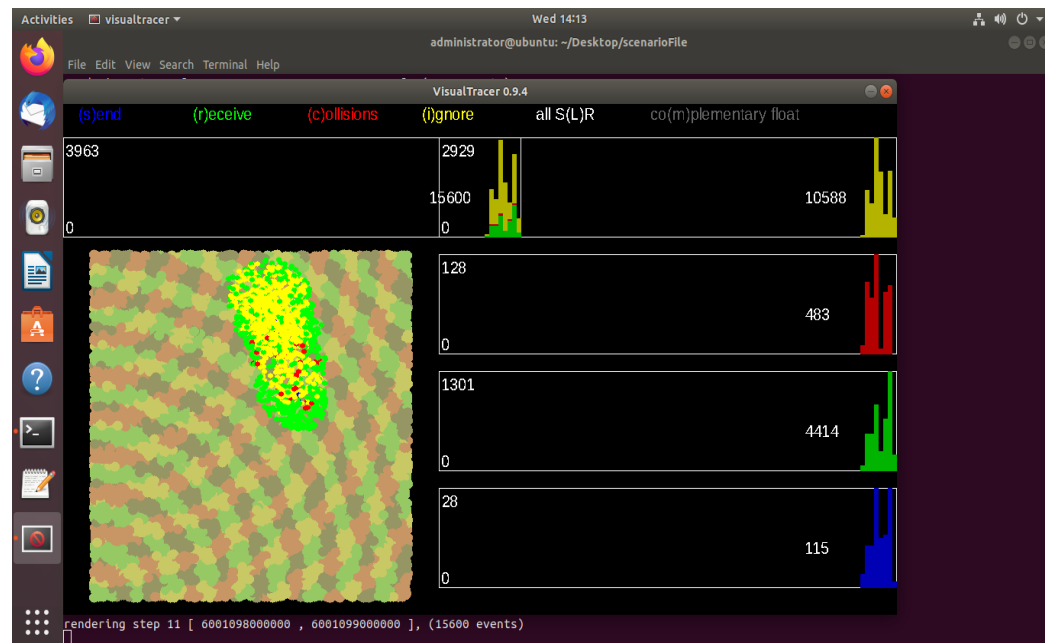 Activities visualtracer Wed 14:13
administrator@ubuntu: ~/Desktop/scenarioFile
File Edit View Search Terminal Help
VisualTracer 0.9.4
(s)end (r)eceive (c)ollisions (i)gnore all S(L)R co(m)plementary float
3963 2929
15600 10588
0 0
128
483
0
1301
4414
0
28
115
0
rendering step 11 [ 6001098000000 , 6001099000000 ], (15600 events)